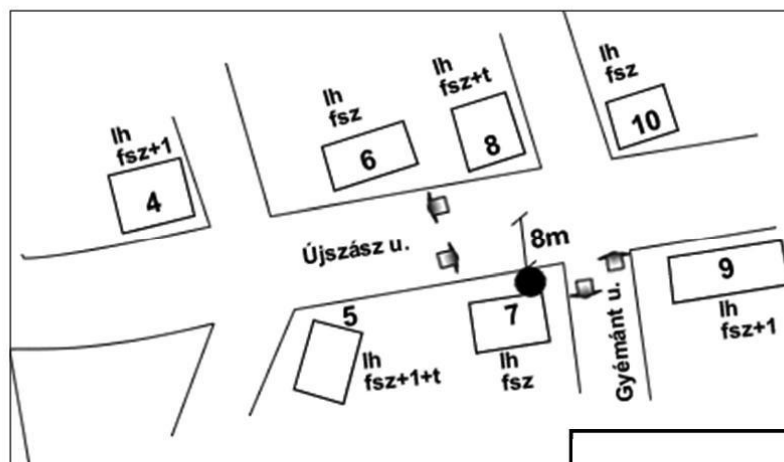 lh
fsz
lh
fsz+t
lh
fsz
lh
fsz+1
4
6
8
10
Újszász u.
8m
5
7
9
lh
fsz+1+t
lh
fsz
Gyémánt u.
lh
fsz+1